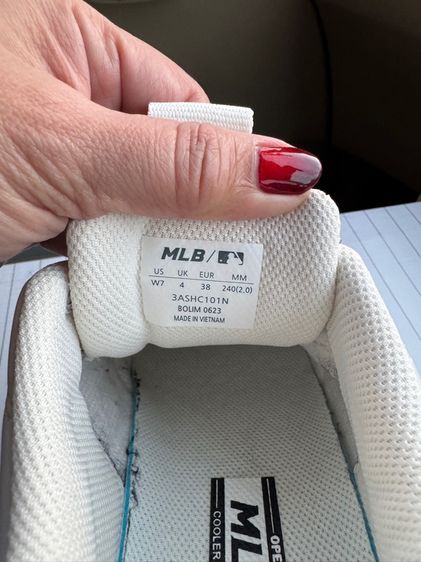 MLB/
US UK EUR MM
W7 4 38 240(2.0)
3ASHC101N
BOLIM 0623
MADE IN VIETNAM
COOLER
ML
OPE